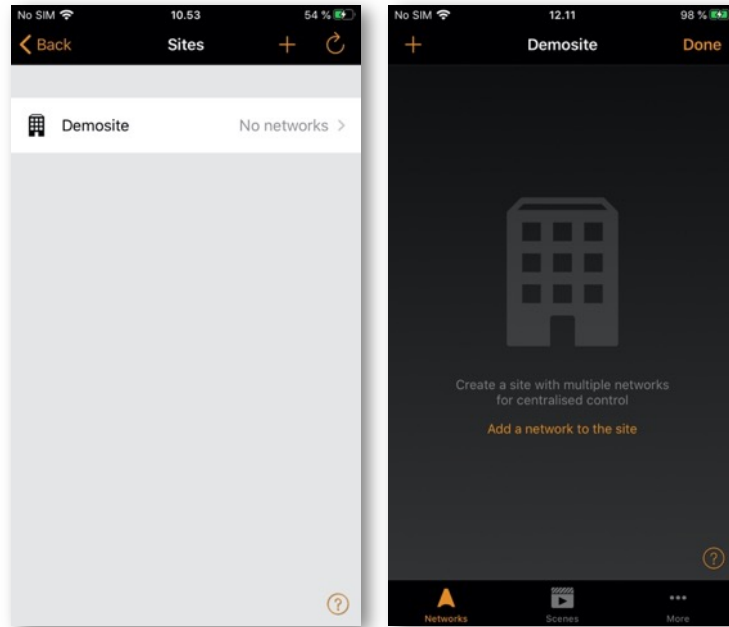 No SIM 10.53 54 %
Back Sites
Demosite No networks
?
No SIM 12.11 98 %
Demosite Done
Create a site with multiple networks
for centralised control
Add a network to the site
?
Networks Scenes More